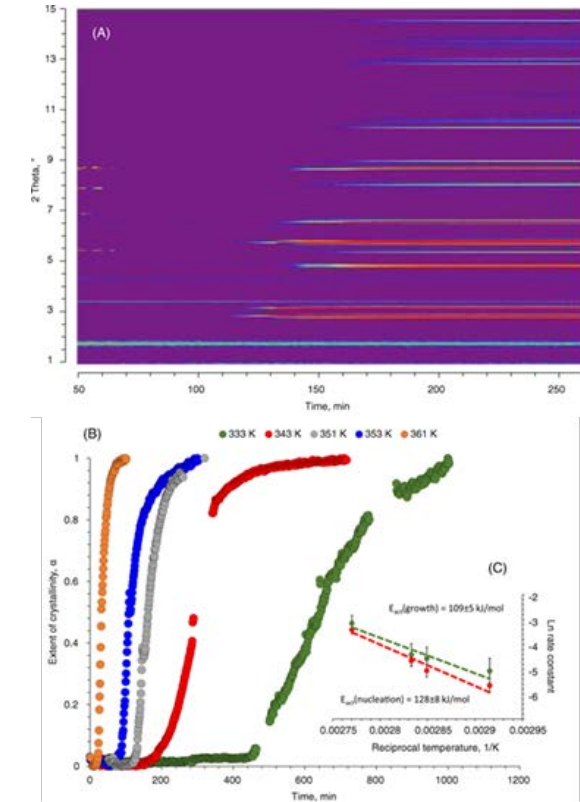 (A)
15
13
11
9
7
5
3
1
2 Theta, °
50
100
150
200
250
Time, min
(B)
333 K
343 K
351 K
353 K
361 K
1
0.8
0.6
0.4
0.2
0
Extent of crystallinity, α
0
200
400
600
800
1000
1200
Time, min
(C)
Eact(growth) = 109±5 kJ/mol
Eact(nucleation) = 128±8 kJ/mol
-2
-3
-4
-5
-6
Ln rate constant
0.00275
0.0028
0.00285
0.0029
0.00295
Reciprocal temperature, 1/K